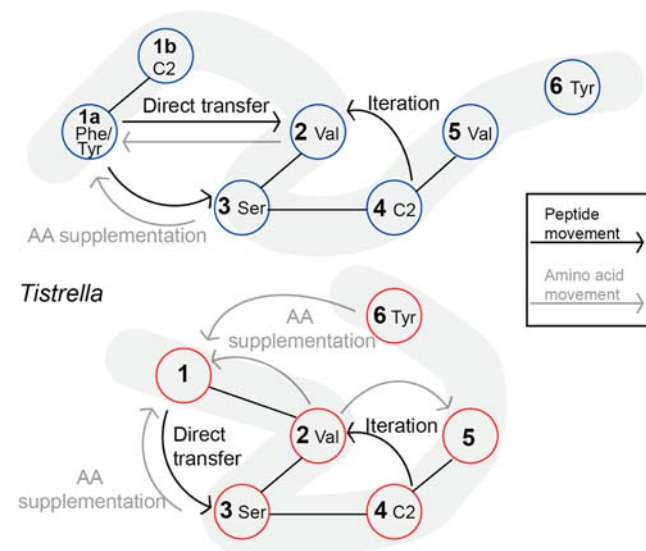 1b
C2
1a
Phe/
Tyr
Direct transfer
2 Val
Iteration
5 Val
6 Tyr
3 Ser
4 C2
AA supplementation
Peptide
movement
Amino acid
movement
Tistrella
6 Tyr
AA
supplementation
1
2 Val
Iteration
5
Direct
transfer
AA
supplementation
3 Ser
4 C2